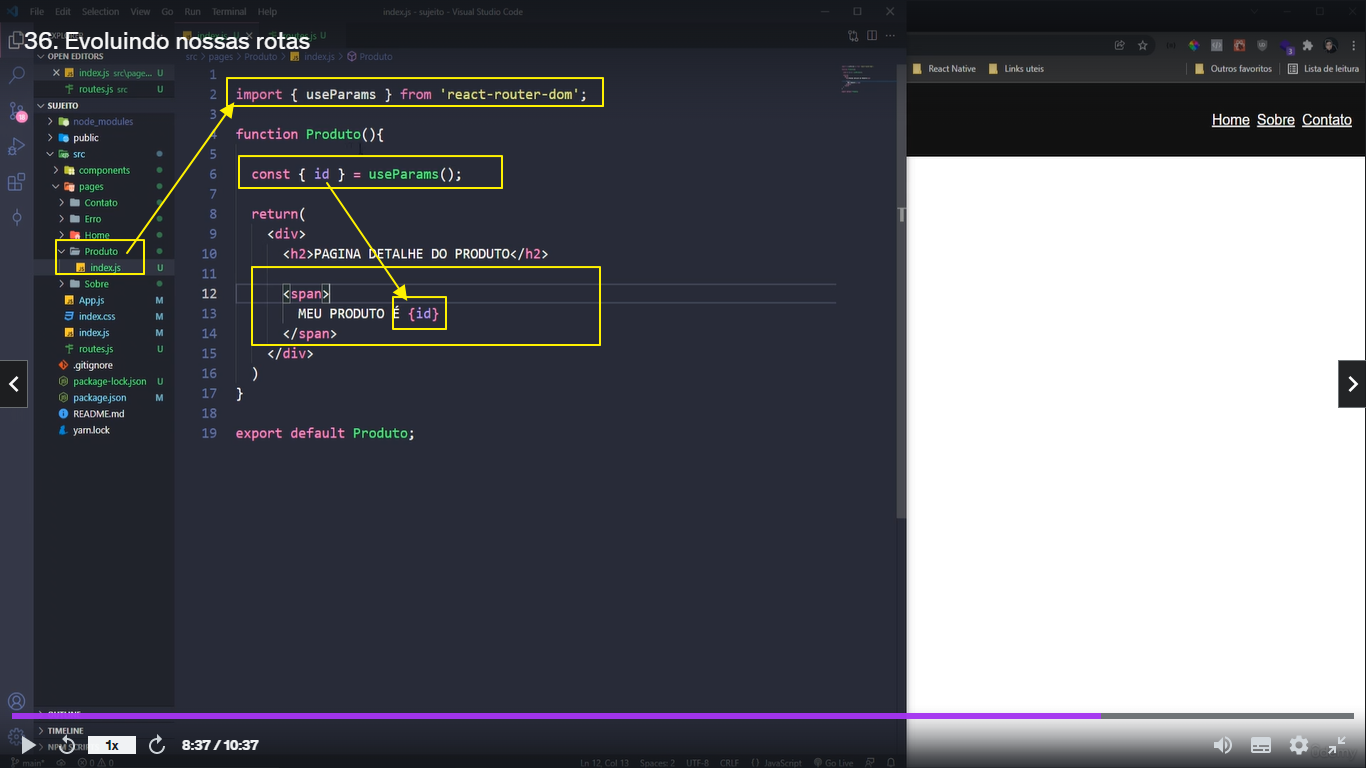 File Edit Selection View Go Run Terminal Help
index.js - sujeito - Visual Studio Code
36. Evoluindo nossas rotas
OPEN EDITORS
index.js src\page... U
routes.js src U
SUJEITO
node_modules
public
src
components
pages
Contato
Erro
Home
Produto
index.js U
Sobre
App.js M
index.css M
index.js M
routes.js U
.gitignore
package-lock.json U
package.json M
README.md
yarn.lock
TIMELINE
src > pages > Produto > index.js > Produto
1
2 import { useParams } from 'react-router-dom';
3
4 function Produto(){
5
6 const { id } = useParams();
7
8 return(
9 <div>
10 <h2>PAGINA DETALHE DO PRODUTO</h2>
11
12 <span>
13 MEU PRODUTO É {id}
14 </span>
15 </div>
16 )
17 }
18
19 export default Produto;
React Native
Links uteis
Outros favoritos
Lista de leitura
Home Sobre Contato
1x
8:37 / 10:37
main*
0 0
Ln 12, Col 13 Spaces: 2 UTF-8 CRLF {} JavaScript Go Live